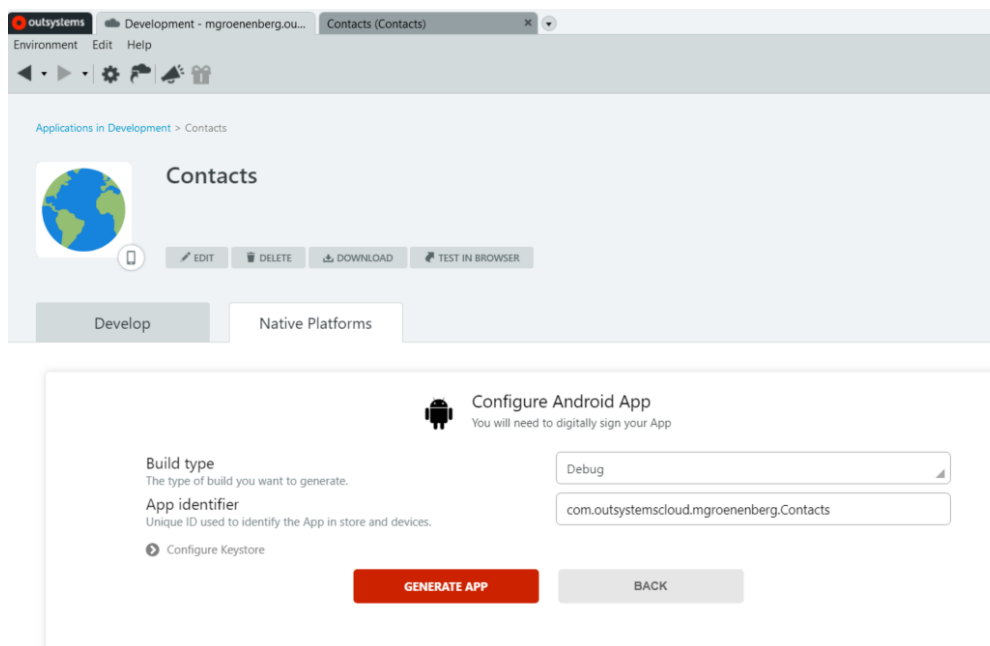 outsystems
Development - mgroenenberg.ou...
Contacts (Contacts)
Environment Edit Help
Applications in Development > Contacts
Contacts
EDIT
DELETE
DOWNLOAD
TEST IN BROWSER
Develop
Native Platforms
Configure Android App
You will need to digitally sign your App
Build type
The type of build you want to generate.
Debug
App identifier
Unique ID used to identify the App in store and devices.
com.outsystemscloud.mgroenenberg.Contacts
Configure Keystore
GENERATE APP
BACK